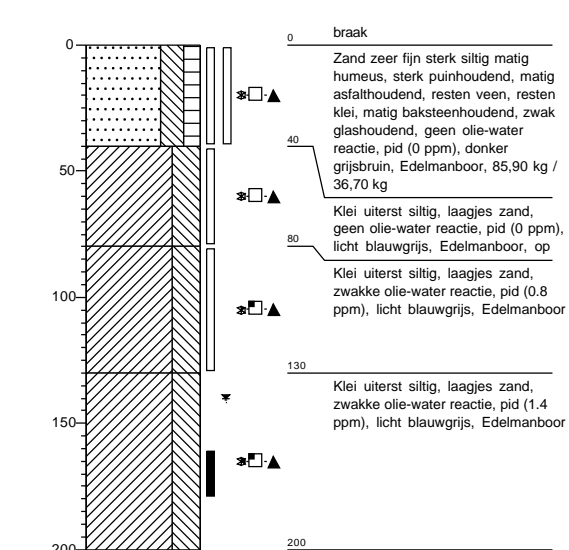 0
braak
0
Zand zeer fijn sterk siltig matig
humeus, sterk puinhoudend, matig
asfalthoudend, resten veen, resten
klei, matig baksteenhoudend, zwak
glashoudend, geen olie-water
reactie, pid (0 ppm), donker
grijsbruin, Edelmanboor, 85,90 kg /
36,70 kg
40
50
Klei uiterst siltig, laagjes zand,
geen olie-water reactie, pid (0 ppm),
licht blauwgrijs, Edelmanboor, op
80
Klei uiterst siltig, laagjes zand,
zwakke olie-water reactie, pid (0.8
ppm), licht blauwgrijs, Edelmanboor
100
130
Klei uiterst siltig, laagjes zand,
zwakke olie-water reactie, pid (1.4
ppm), licht blauwgrijs, Edelmanboor
150
200
200